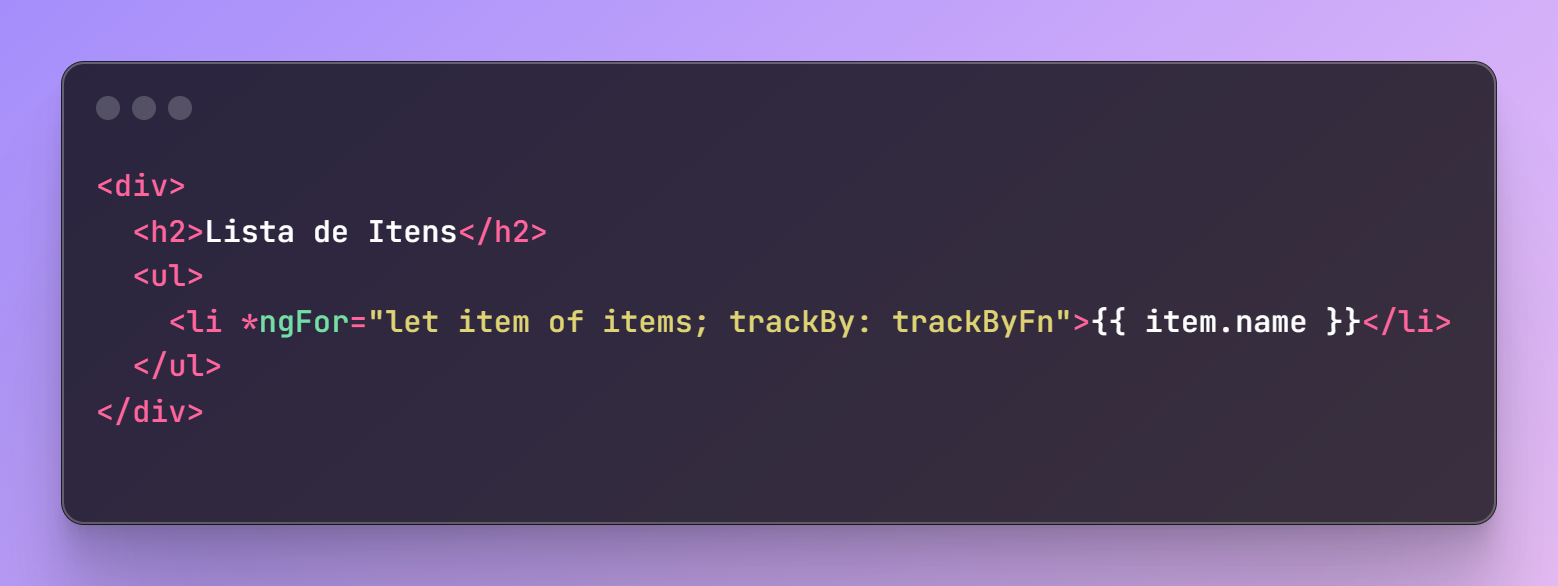 <div>
  <h2>Lista de Itens</h2>
  <ul>
    <li *ngFor="let item of items; trackBy: trackByFn">{{ item.name }}</li>
  </ul>
</div>